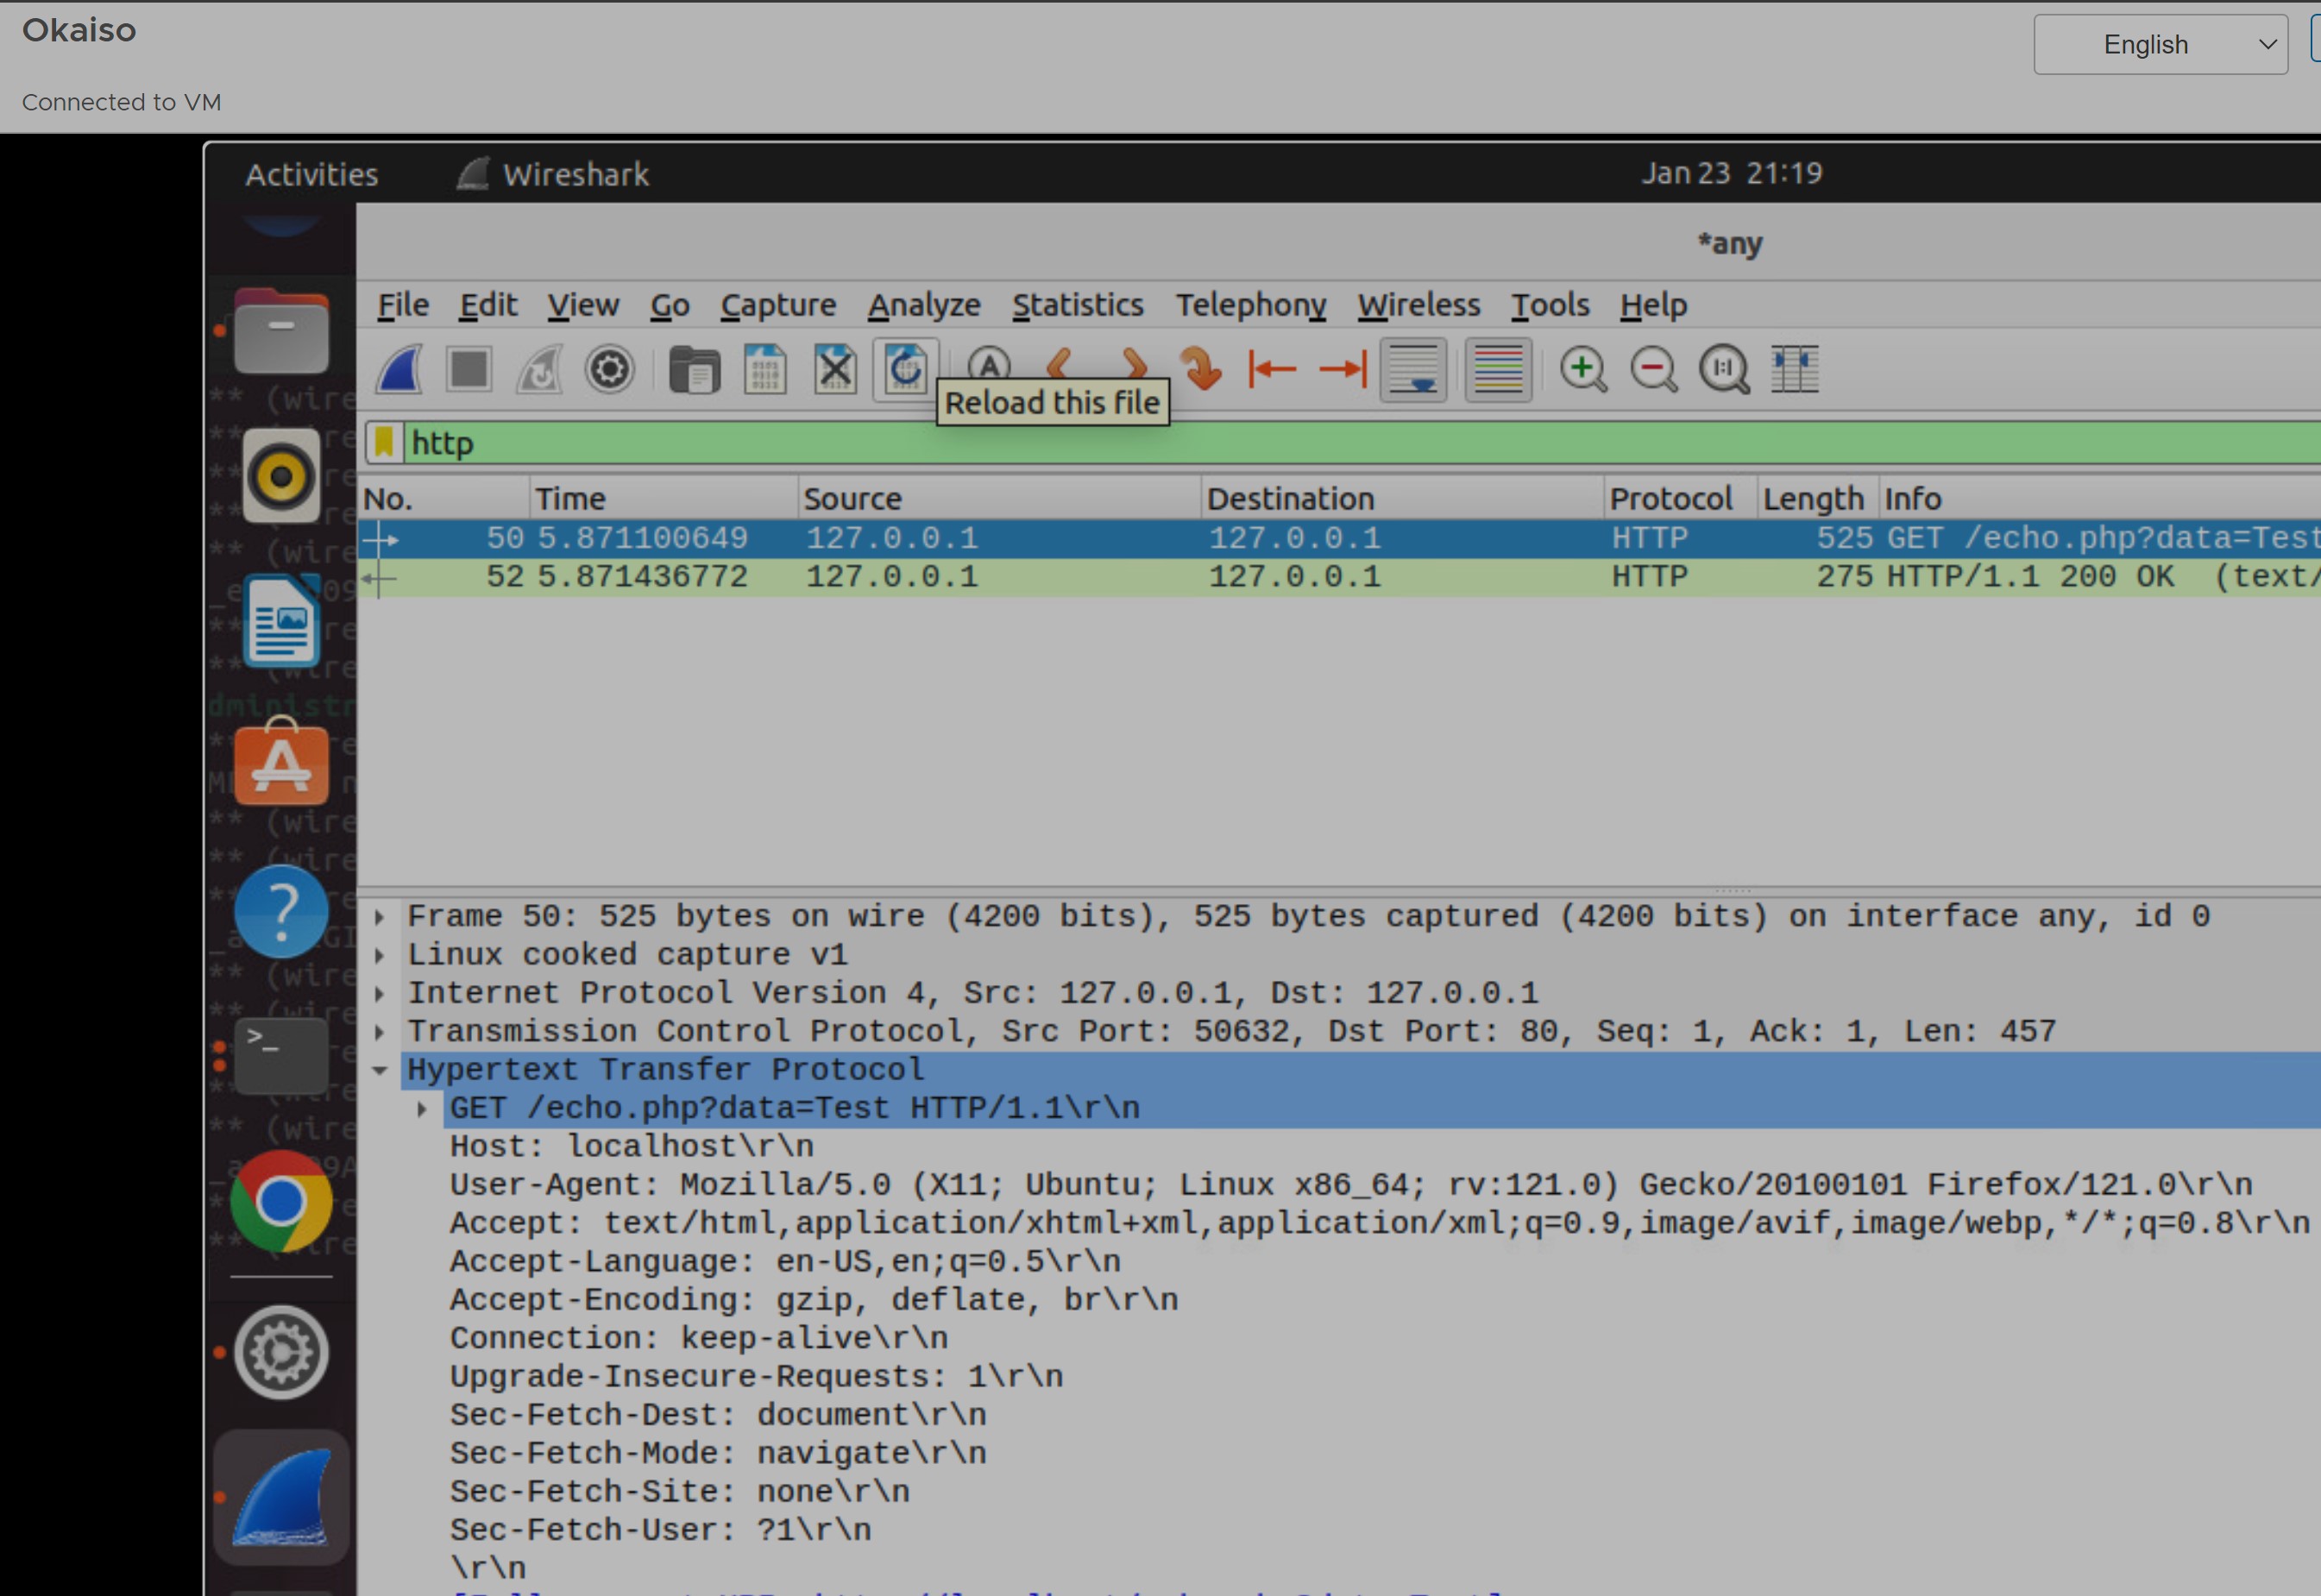 Okaiso
English
Connected to VM
Activities Wireshark Jan 23 21:19
*any
File Edit View Go Capture Analyze Statistics Telephony Wireless Tools Help
Reload this file
http
No. Time Source Destination Protocol Length Info
50 5.871100649 127.0.0.1 127.0.0.1 HTTP 525 GET /echo.php?data=Test
52 5.871436772 127.0.0.1 127.0.0.1 HTTP 275 HTTP/1.1 200 OK (text/
Frame 50: 525 bytes on wire (4200 bits), 525 bytes captured (4200 bits) on interface any, id 0
Linux cooked capture v1
Internet Protocol Version 4, Src: 127.0.0.1, Dst: 127.0.0.1
Transmission Control Protocol, Src Port: 50632, Dst Port: 80, Seq: 1, Ack: 1, Len: 457
Hypertext Transfer Protocol
GET /echo.php?data=Test HTTP/1.1\r\n
Host: localhost\r\n
User-Agent: Mozilla/5.0 (X11; Ubuntu; Linux x86_64; rv:121.0) Gecko/20100101 Firefox/121.0\r\n
Accept: text/html,application/xhtml+xml,application/xml;q=0.9,image/avif,image/webp,*/*;q=0.8\r\n
Accept-Language: en-US,en;q=0.5\r\n
Accept-Encoding: gzip, deflate, br\r\n
Connection: keep-alive\r\n
Upgrade-Insecure-Requests: 1\r\n
Sec-Fetch-Dest: document\r\n
Sec-Fetch-Mode: navigate\r\n
Sec-Fetch-Site: none\r\n
Sec-Fetch-User: ?1\r\n
\r\n